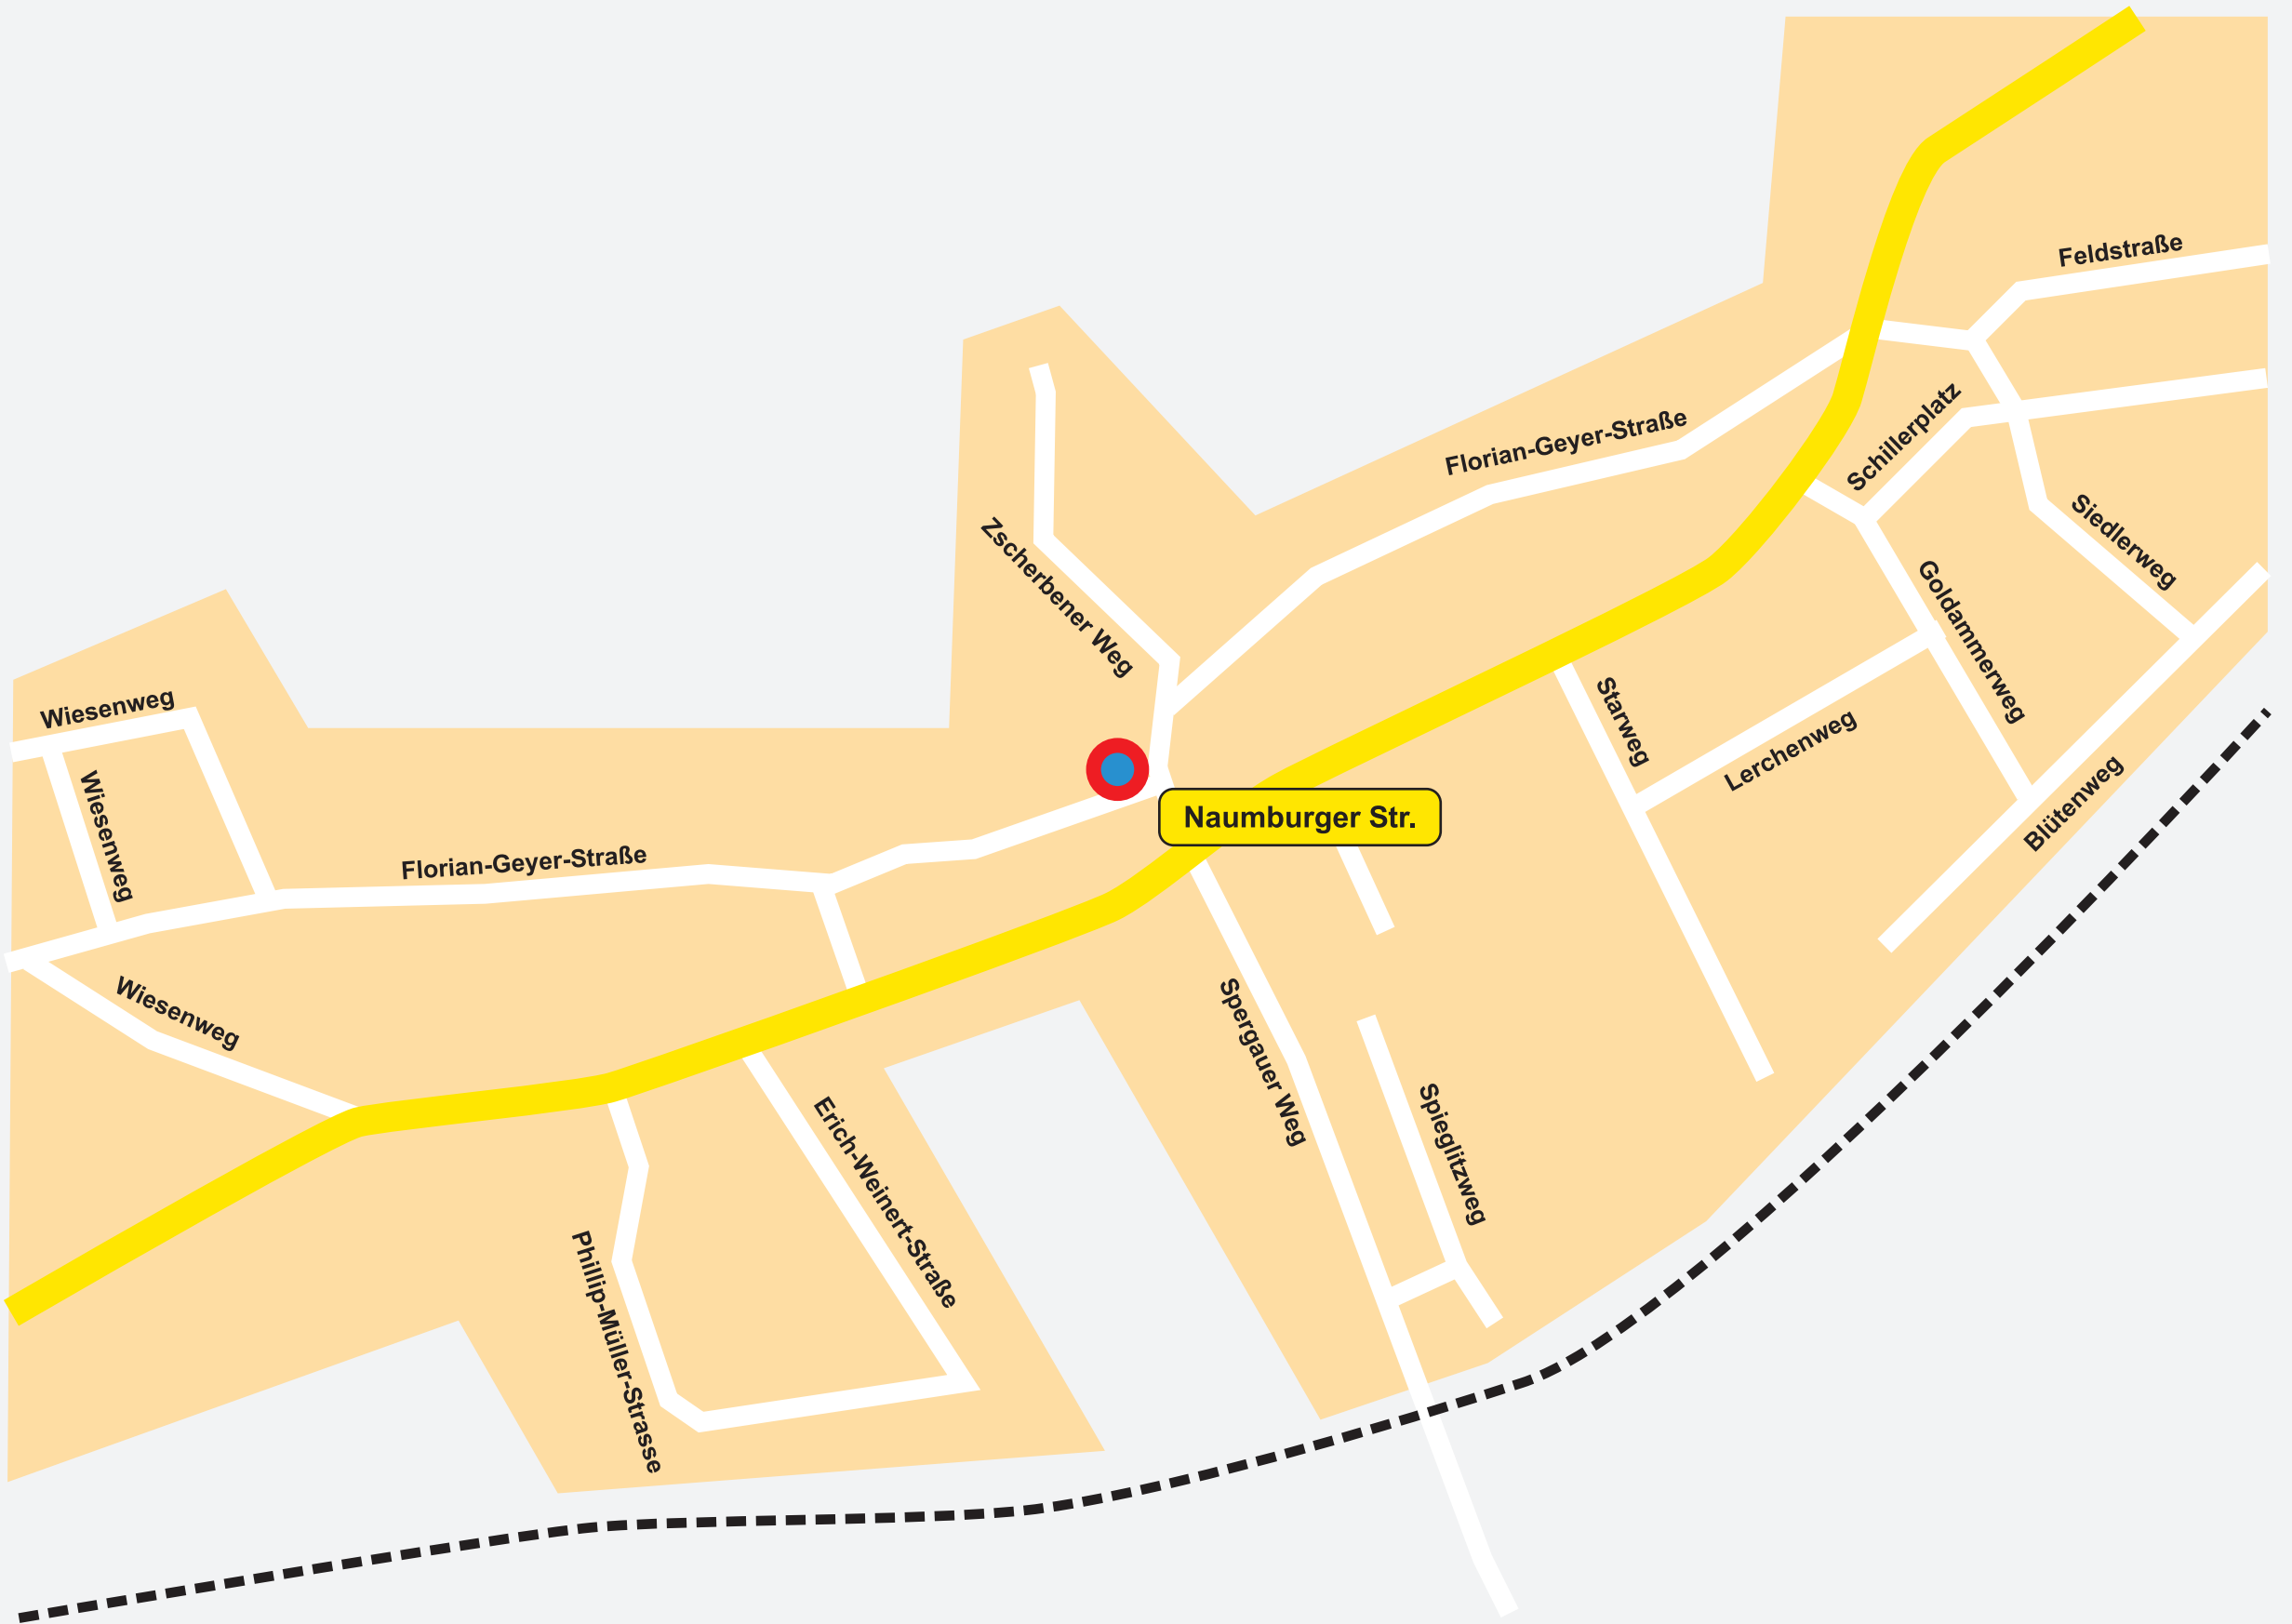 Feldstraße
Schillerplatz
Florian-Geyer-Straße
Siedlerweg
Zscherbener Weg
Goldammerweg
Starweg
Wiesenweg
Lerchenweg
Wiesenweg
Naumburger Str.
Blütenweg
Florian-Geyer-Straße
Wiesenweg
Spergauer Weg
Spieglitzweg
Erich-Weinert-Straße
Phillip-Müller-Strasse